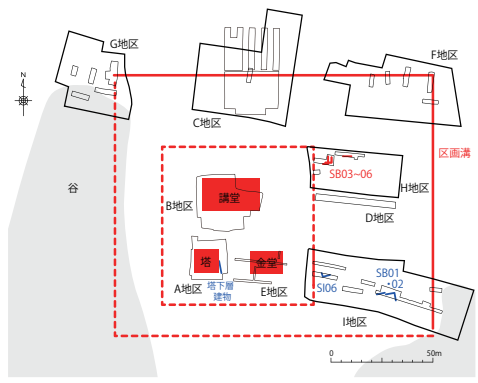 G地区
F地区
N
C地区
区画溝
谷
SB03~06
H地区
講堂
B地区
D地区
塔
金堂
SB01
・02
SI06
A地区
塔下層
建物
E地区
I地区
0
50m